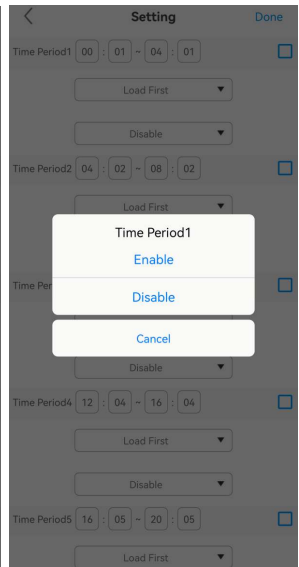 Setting Done
Time Period1 00 : 01 ~ 04 : 01
Load First ▼
Disable ▼
Time Period2 04 : 02 ~ 08 : 02
Load First ▼
Time Period1
Enable
Time Per
Disable
Cancel
Disable ▼
Time Period4 12 : 04 ~ 16 : 04
Load First ▼
Disable ▼
Time Period5 16 : 05 ~ 20 : 05
Load First ▼